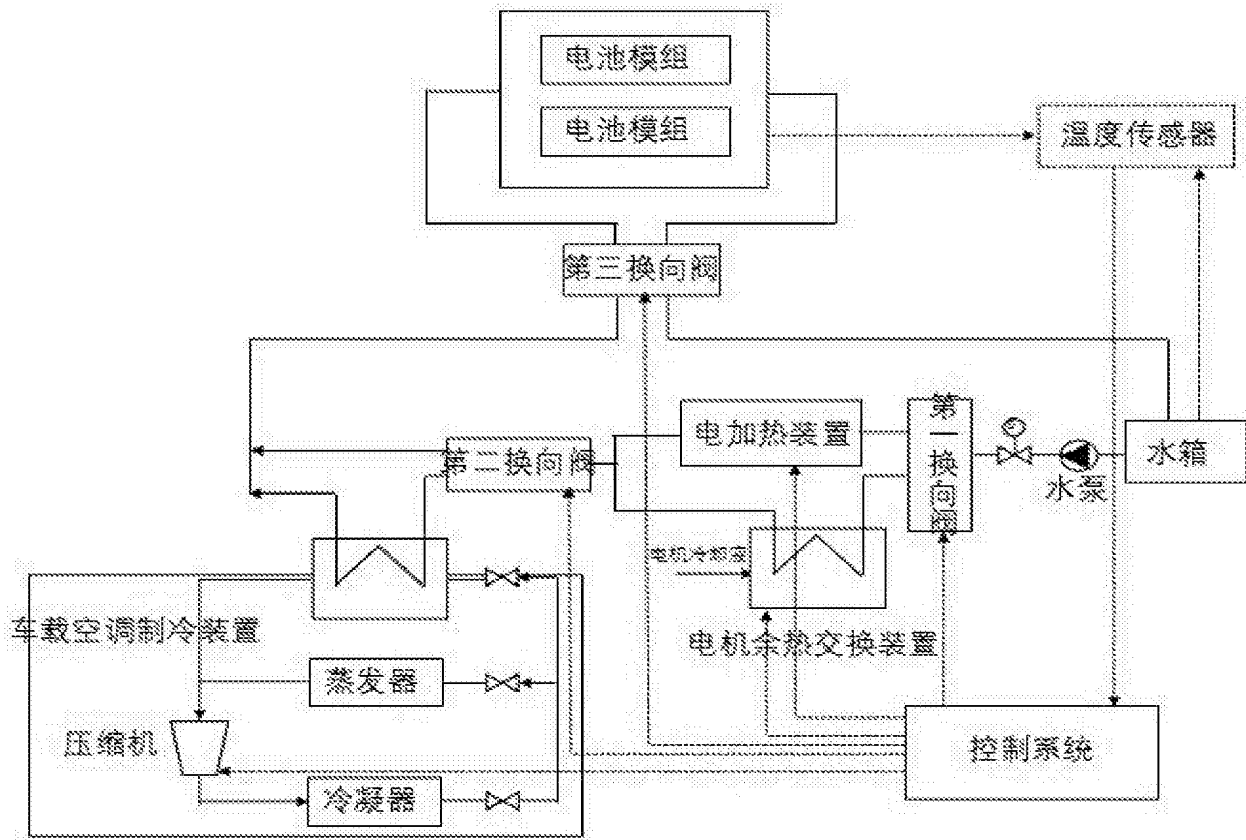 电池模组
电池模组
温度传感器
第三换向阀
电加热装置
第一换向阀
第二换向阀
水箱
水泵
电机冷却液
电机余热交换装置
车载空调制冷装置
蒸发器
压缩机
冷凝器
控制系统